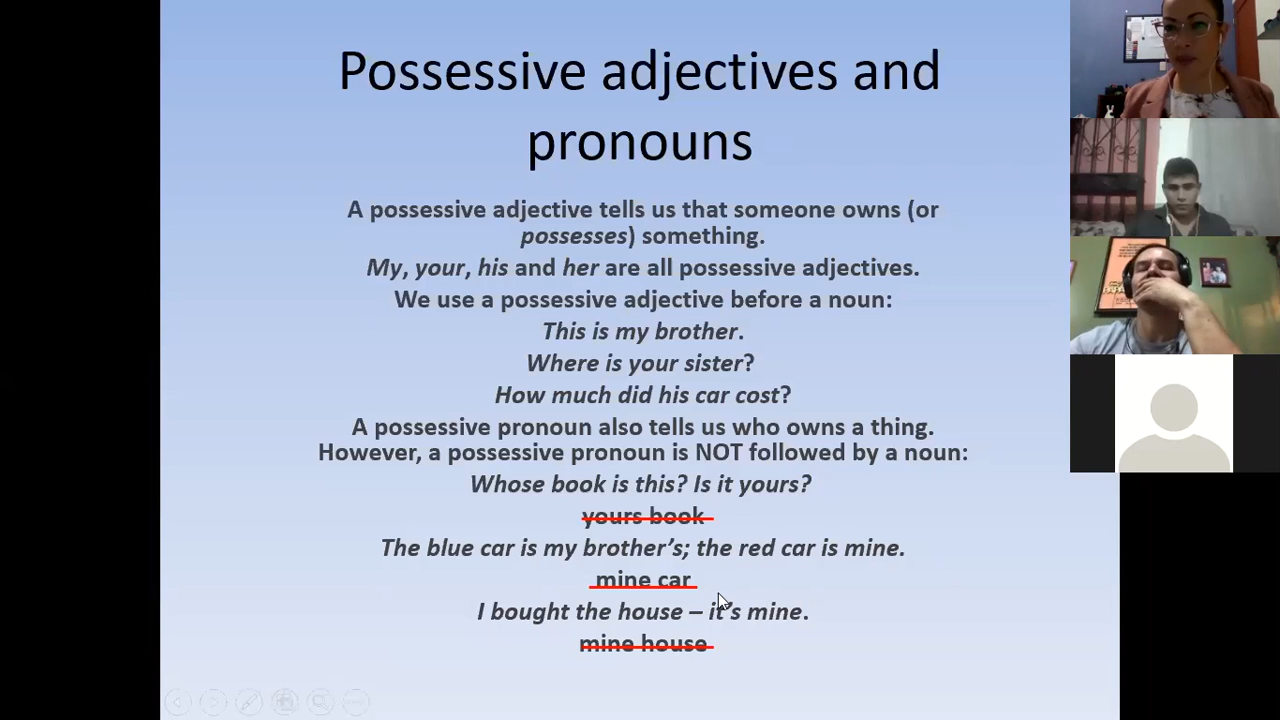 Possessive adjectives and
pronouns
A possessive adjective tells us that someone owns (or
possesses) something.
My, your, his and her are all possessive adjectives.
We use a possessive adjective before a noun:
This is my brother.
Where is your sister?
How much did his car cost?
A possessive pronoun also tells us who owns a thing.
However, a possessive pronoun is NOT followed by a noun:
Whose book is this? Is it yours?
yours book
The blue car is my brother’s; the red car is mine.
mine car
I bought the house – it’s mine.
mine house